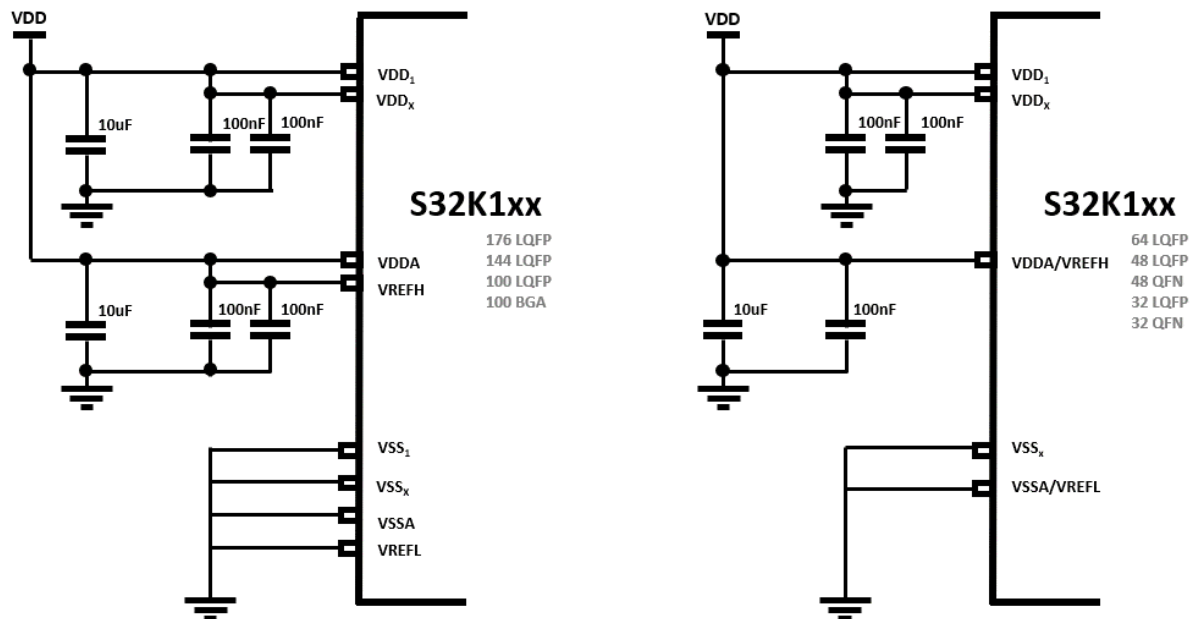 VDD
VDD₁
VDDₓ
10uF
100nF
100nF
S32K1xx
176 LQFP
144 LQFP
100 LQFP
100 BGA
VDDA
VREFH
10uF
100nF
100nF
VSS₁
VSSₓ
VSSA
VREFL
VDD
VDD₁
VDDₓ
100nF
100nF
S32K1xx
64 LQFP
48 LQFP
48 QFN
32 LQFP
32 QFN
VDDA/VREFH
10uF
100nF
VSSₓ
VSSA/VREFL